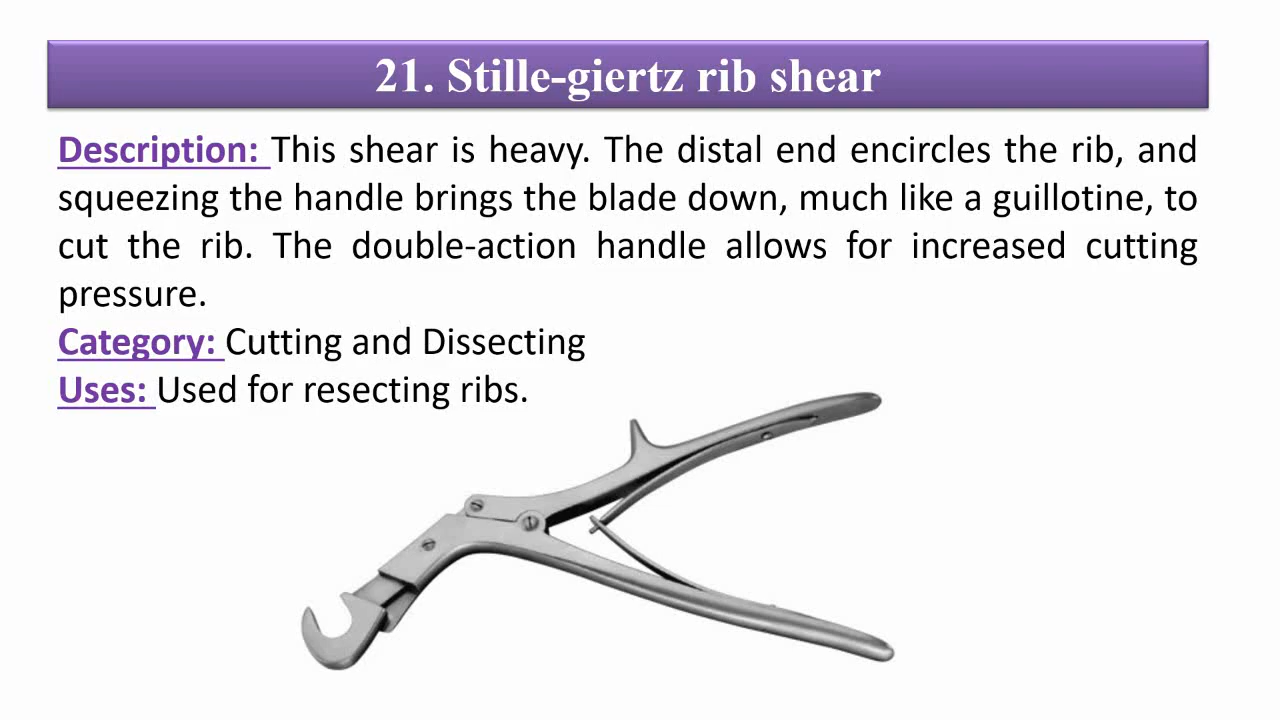 21. Stille-giertz rib shear
Description: This shear is heavy. The distal end encircles the rib, and
squeezing the handle brings the blade down, much like a guillotine, to
cut the rib. The double-action handle allows for increased cutting
pressure.
Category: Cutting and Dissecting
Uses: Used for resecting ribs.